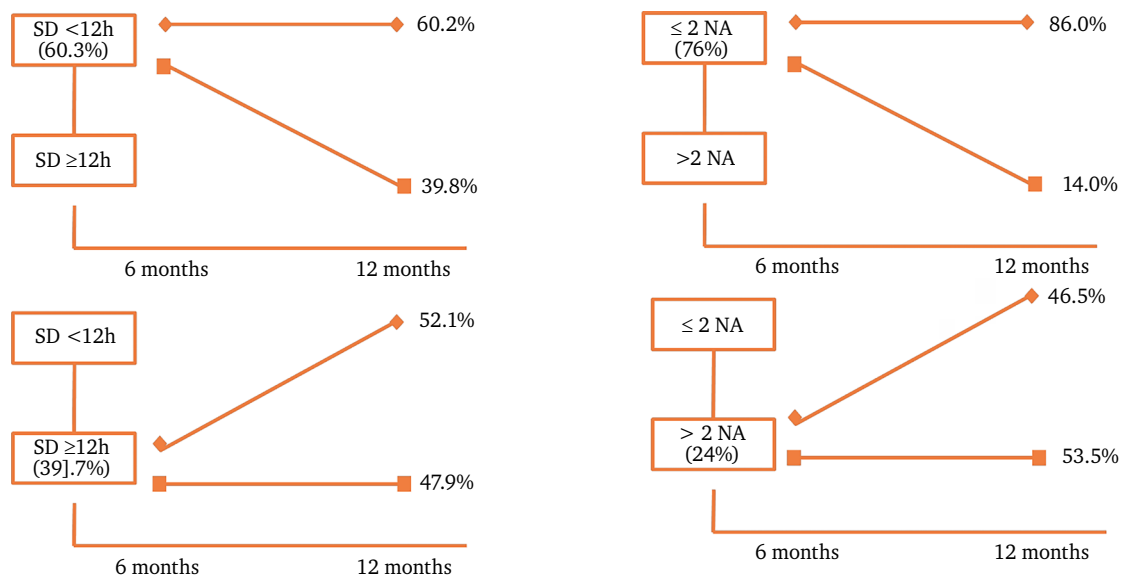 SD <12h
(60.3%)
60.2%
SD ≥12h
39.8%
6 months
12 months
≤ 2 NA
(76%)
86.0%
>2 NA
14.0%
6 months
12 months
SD <12h
52.1%
SD ≥12h
(39].7%)
47.9%
6 months
12 months
≤ 2 NA
46.5%
> 2 NA
(24%)
53.5%
6 months
12 months